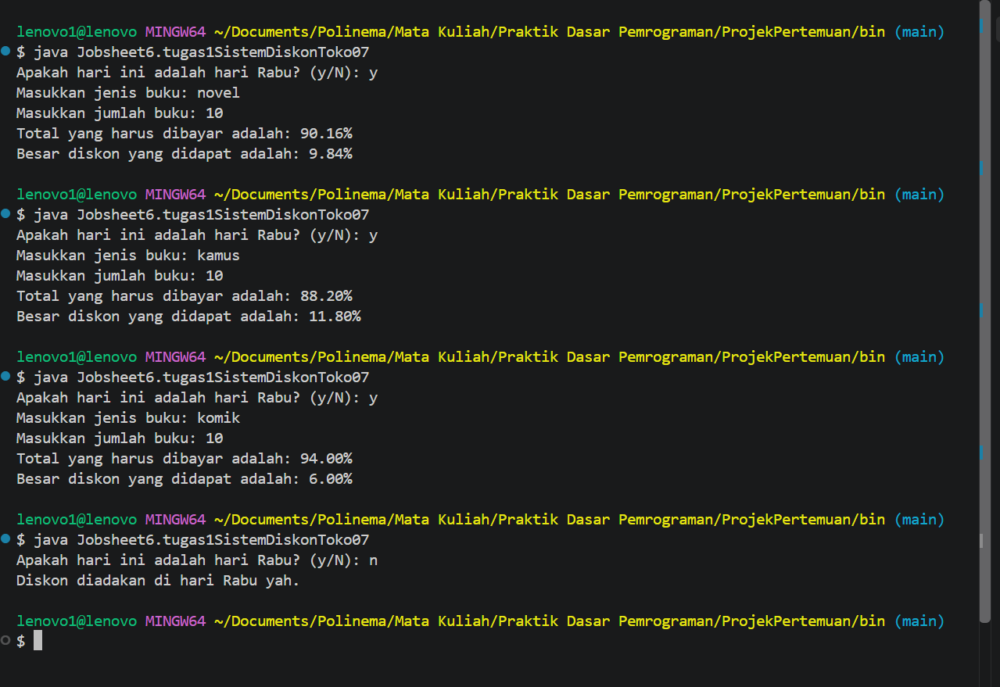 lenovo1@lenovo MINGW64 ~/Documents/Polinema/Mata Kuliah/Praktik Dasar Pemrograman/ProjekPertemuan/bin (main)
$ java Jobsheet6.tugas1SistemDiskonToko07
Apakah hari ini adalah hari Rabu? (y/N): y
Masukkan jenis buku: novel
Masukkan jumlah buku: 10
Total yang harus dibayar adalah: 90.16%
Besar diskon yang didapat adalah: 9.84%
lenovo1@lenovo MINGW64 ~/Documents/Polinema/Mata Kuliah/Praktik Dasar Pemrograman/ProjekPertemuan/bin (main)
$ java Jobsheet6.tugas1SistemDiskonToko07
Apakah hari ini adalah hari Rabu? (y/N): y
Masukkan jenis buku: kamus
Masukkan jumlah buku: 10
Total yang harus dibayar adalah: 88.20%
Besar diskon yang didapat adalah: 11.80%
lenovo1@lenovo MINGW64 ~/Documents/Polinema/Mata Kuliah/Praktik Dasar Pemrograman/ProjekPertemuan/bin (main)
$ java Jobsheet6.tugas1SistemDiskonToko07
Apakah hari ini adalah hari Rabu? (y/N): y
Masukkan jenis buku: komik
Masukkan jumlah buku: 10
Total yang harus dibayar adalah: 94.00%
Besar diskon yang didapat adalah: 6.00%
lenovo1@lenovo MINGW64 ~/Documents/Polinema/Mata Kuliah/Praktik Dasar Pemrograman/ProjekPertemuan/bin (main)
$ java Jobsheet6.tugas1SistemDiskonToko07
Apakah hari ini adalah hari Rabu? (y/N): n
Diskon diadakan di hari Rabu yah.
lenovo1@lenovo MINGW64 ~/Documents/Polinema/Mata Kuliah/Praktik Dasar Pemrograman/ProjekPertemuan/bin (main)
$